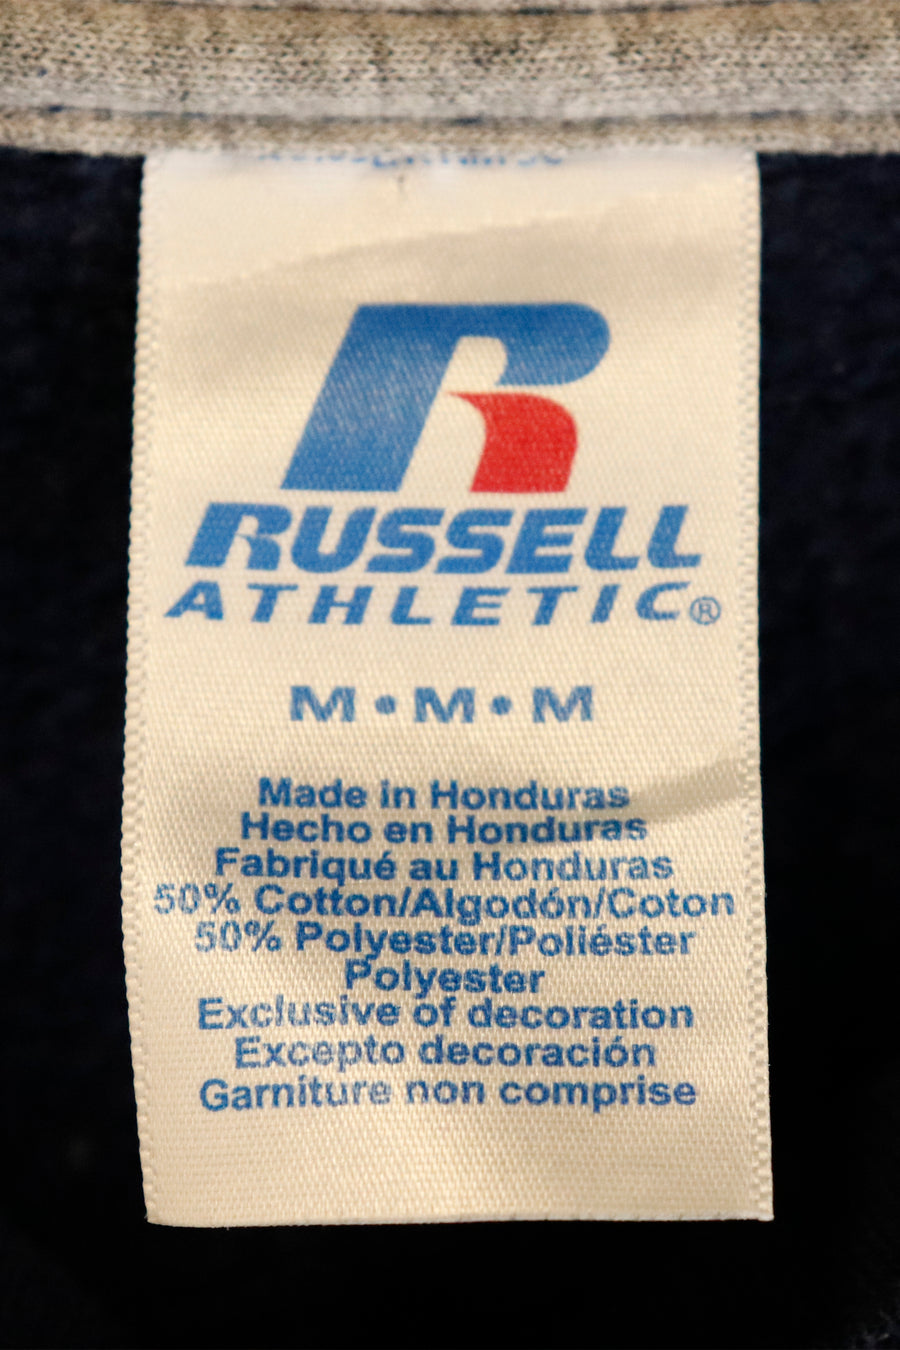 R
RUSSELL
ATHLETIC®
M•M•M
Made in Honduras
Hecho en Honduras
Fabriqué au Honduras
50% Cotton/Algodón/Coton
50% Polyester/Poliéster
Polyester
Exclusive of decoration
Excepto decoración
Garniture non comprise